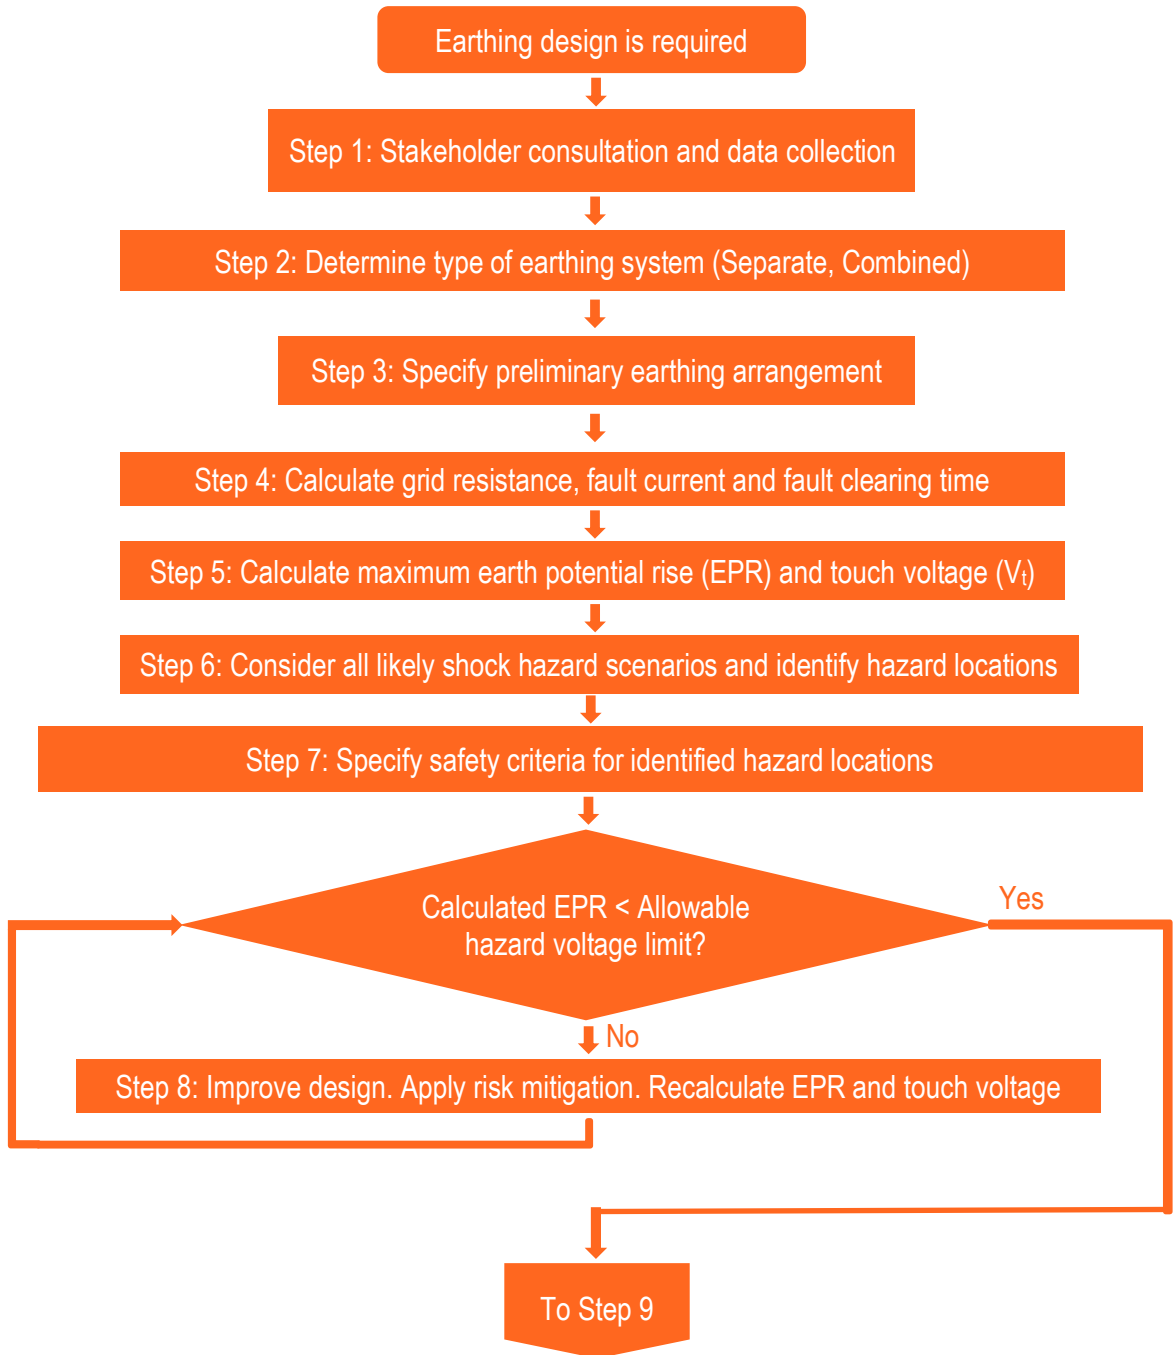 Earthing design is required
Step 1: Stakeholder consultation and data collection
Step 2: Determine type of earthing system (Separate, Combined)
Step 3: Specify preliminary earthing arrangement
Step 4: Calculate grid resistance, fault current and fault clearing time
Step 5: Calculate maximum earth potential rise (EPR) and touch voltage (Vt)
Step 6: Consider all likely shock hazard scenarios and identify hazard locations
Step 7: Specify safety criteria for identified hazard locations
Calculated EPR < Allowable
hazard voltage limit?
Yes
No
Step 8: Improve design. Apply risk mitigation. Recalculate EPR and touch voltage
To Step 9